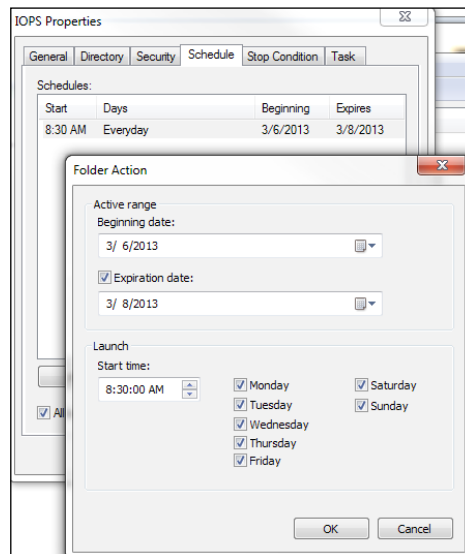 IOPS Properties
General Directory Security Schedule Stop Condition Task
Schedules:
Start Days Beginning Expires
8:30 AM Everyday 3/6/2013 3/8/2013
Folder Action
Active range
Beginning date:
3/ 6/2013
Expiration date:
3/ 8/2013
Launch
Start time:
8:30:00 AM
Monday
Tuesday
Wednesday
Thursday
Friday
Saturday
Sunday
OK Cancel